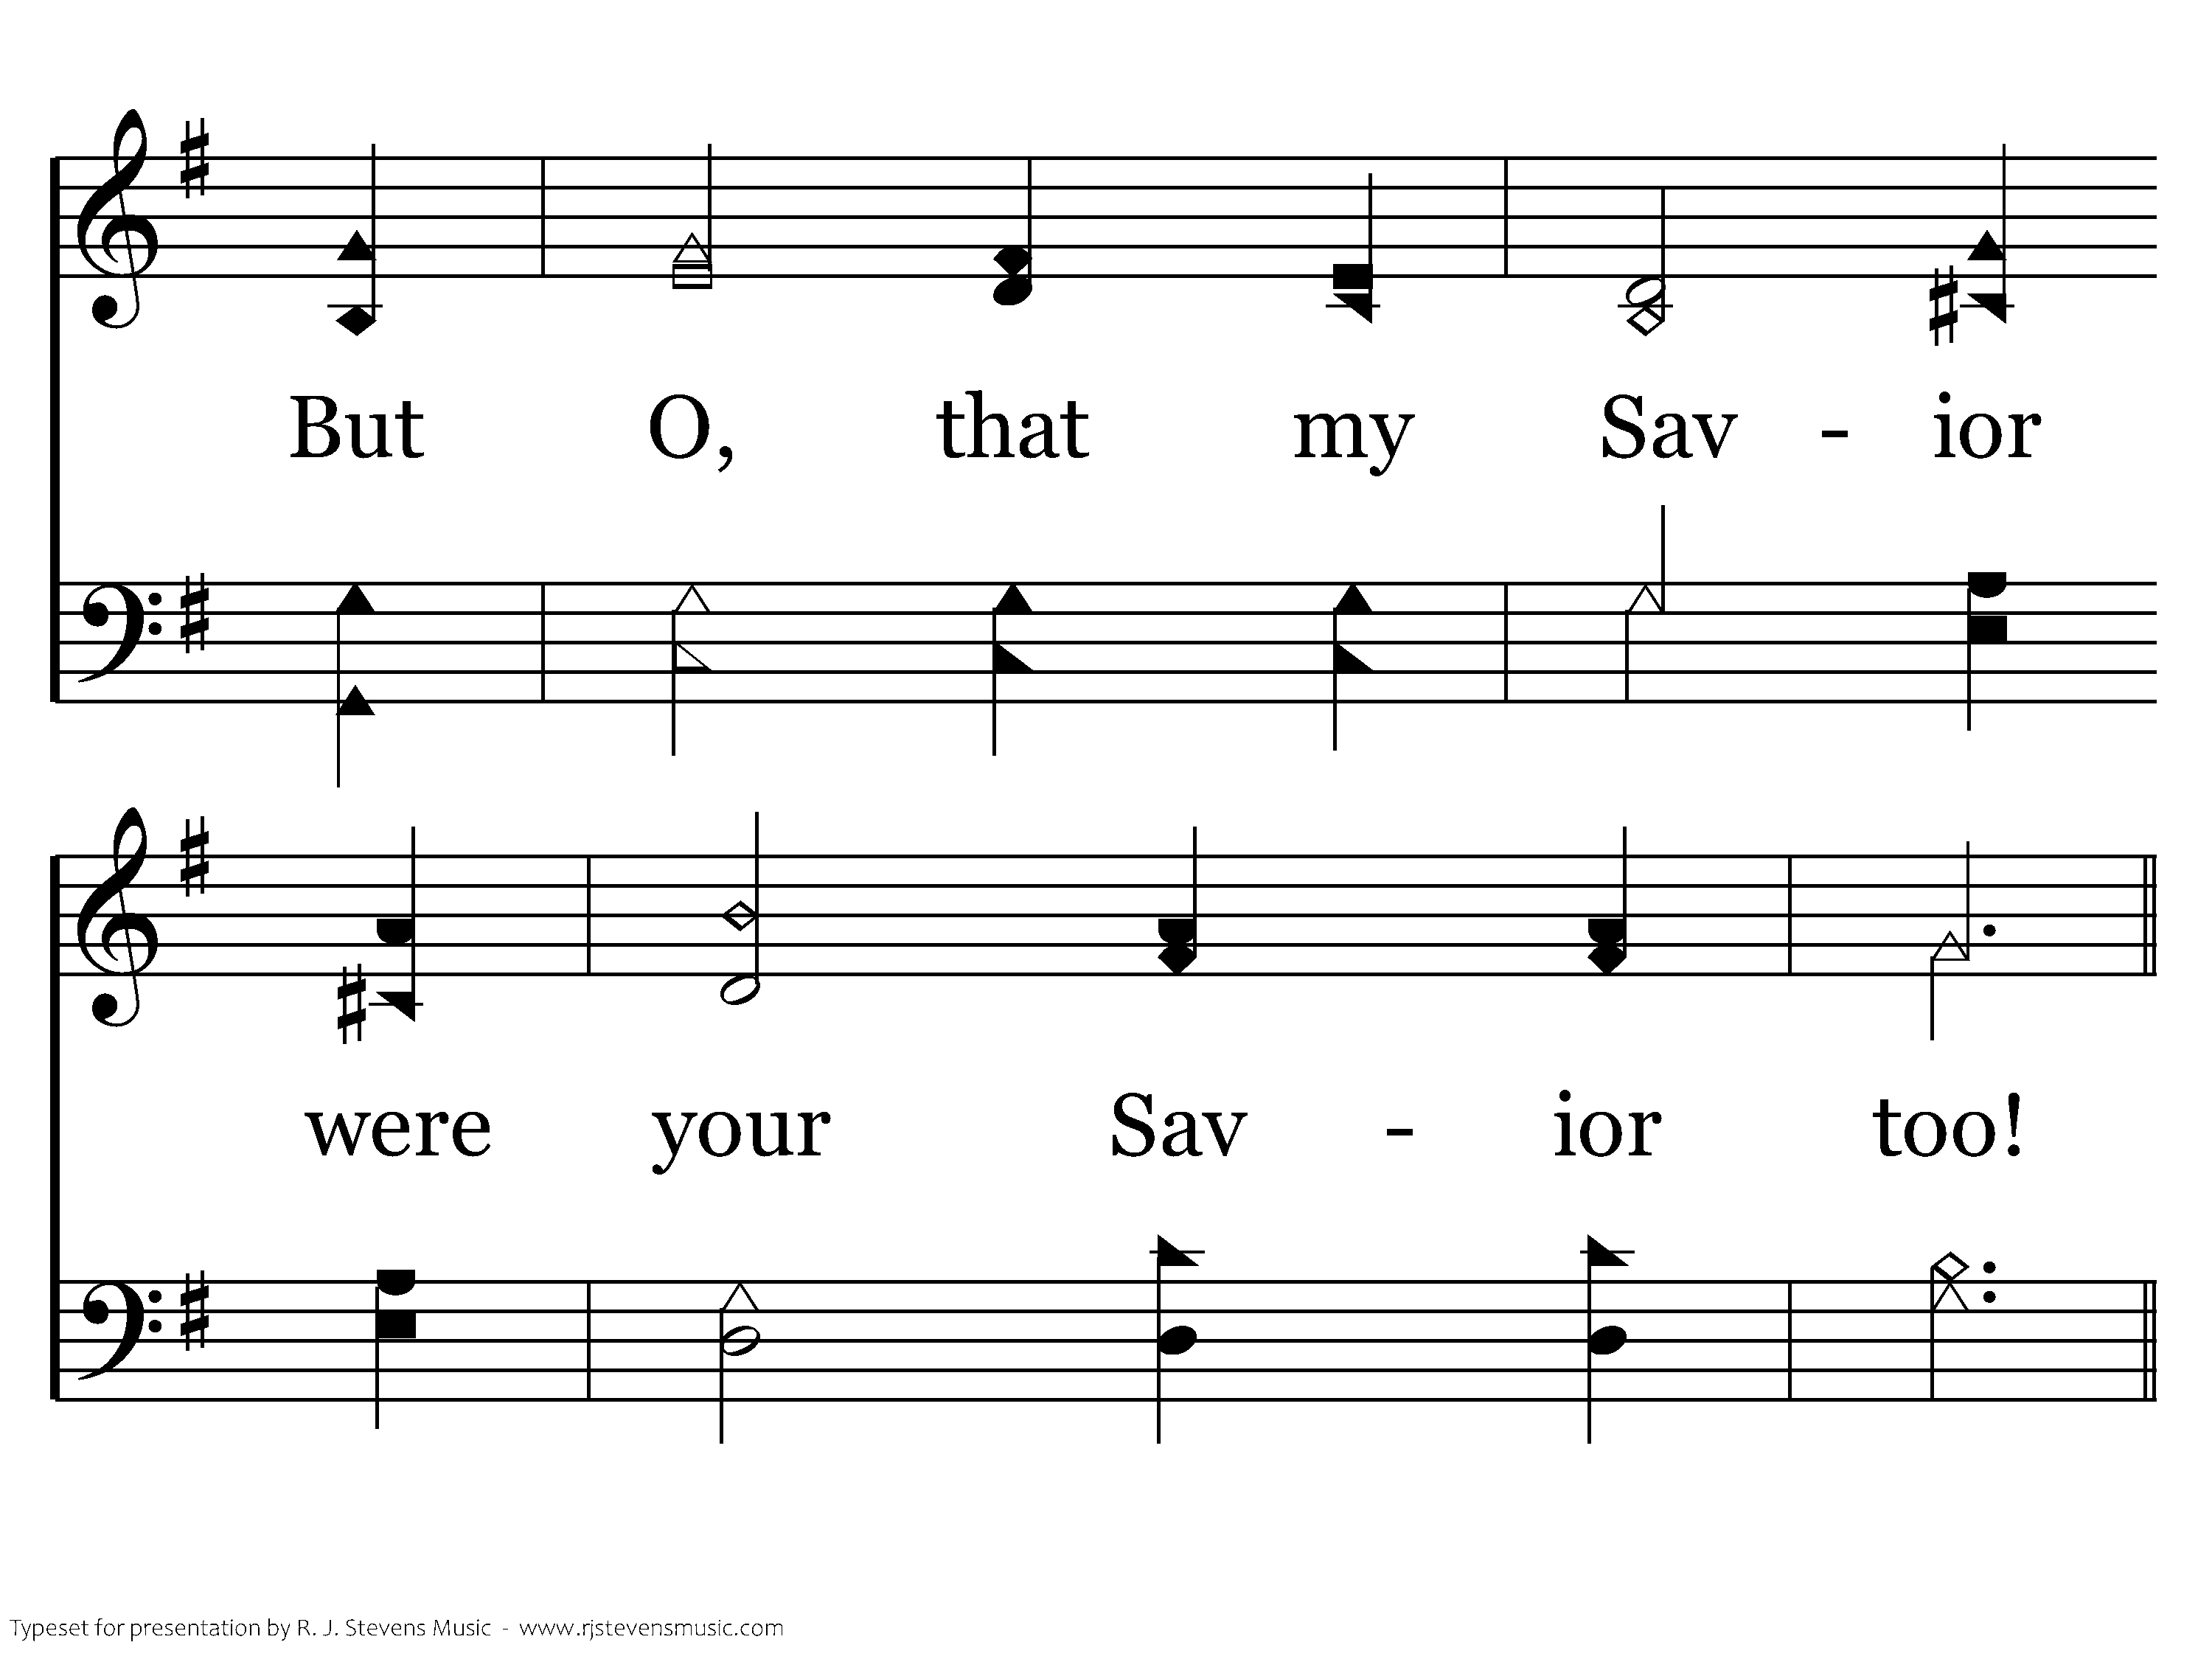 But O, that my Sav - ior
were your Sav - ior too!
Typeset for presentation by R. J. Stevens Music - www.rjstevensmusic.com